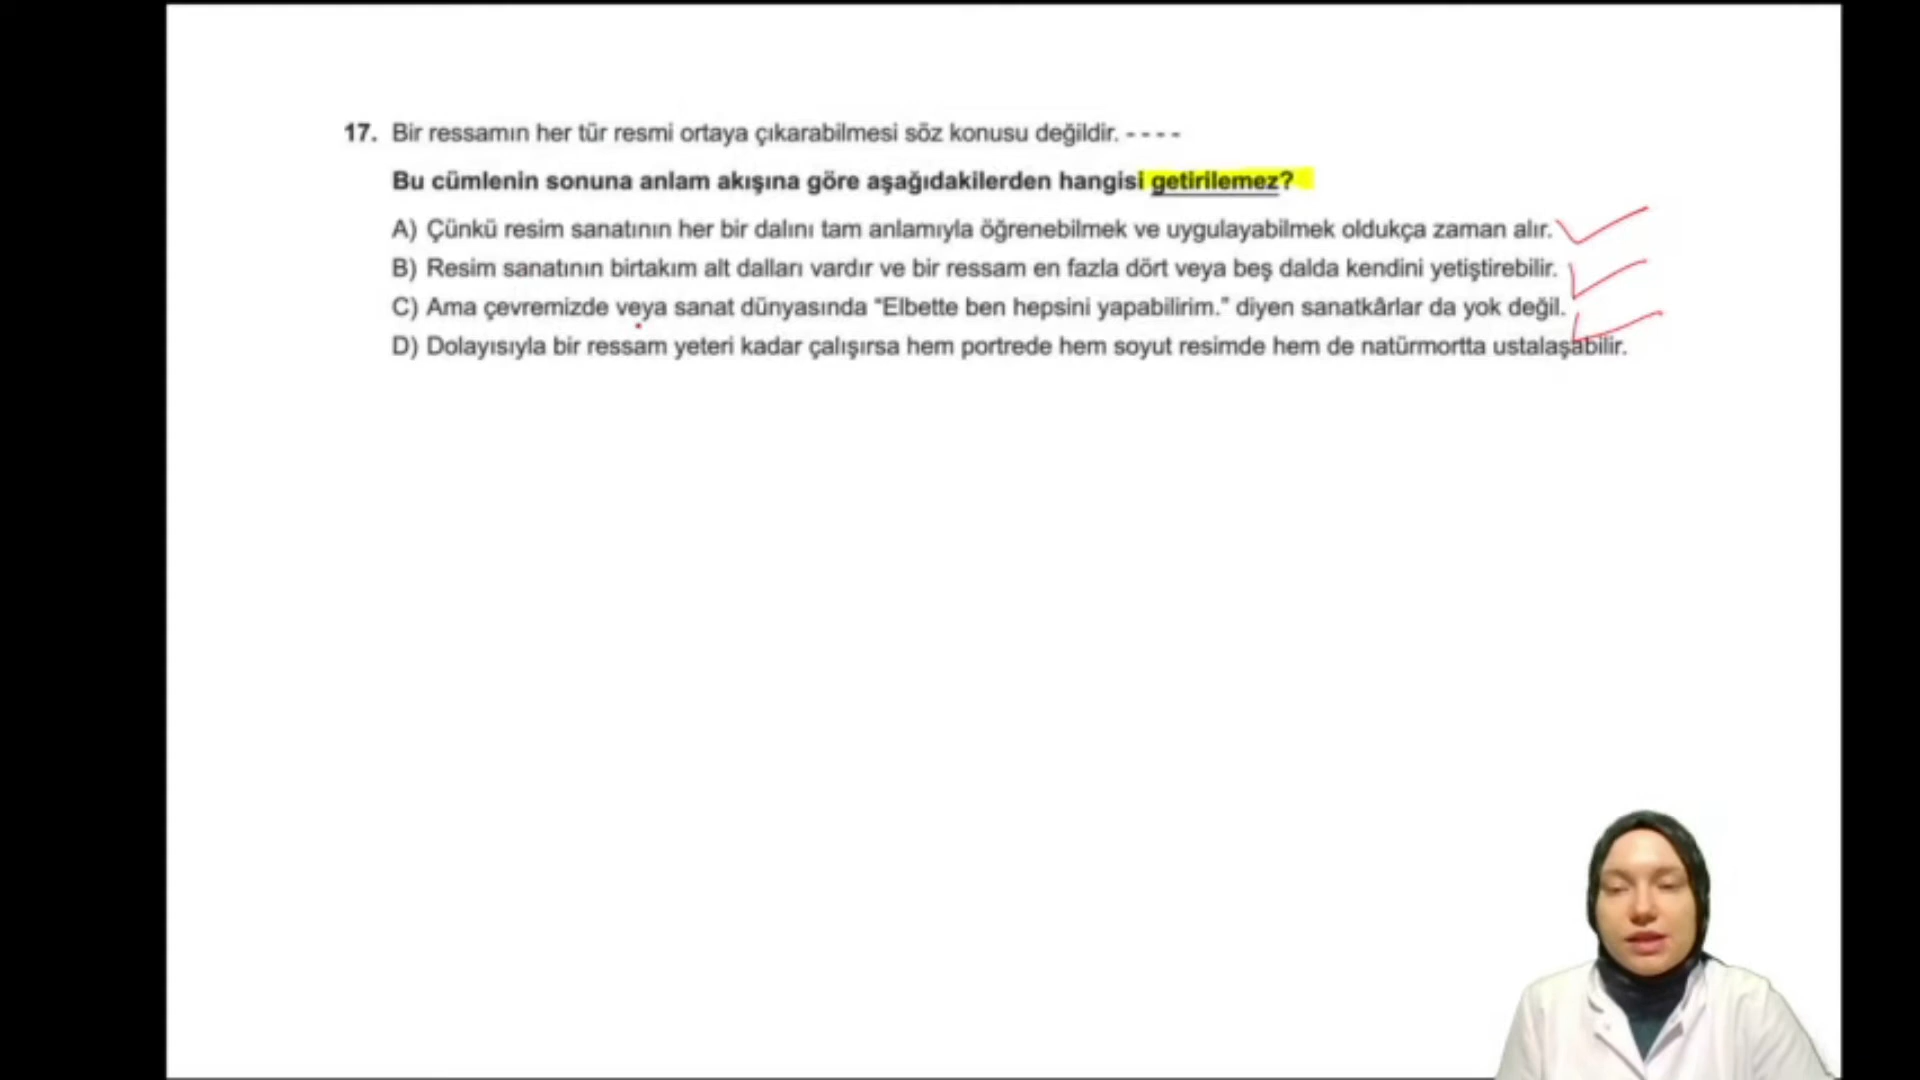 17. Bir ressamın her tür resmi ortaya çıkarabilmesi söz konusu değildir. - - - -
Bu cümlenin sonuna anlam akışına göre aşağıdakilerden hangisi getirilemez?
A) Çünkü resim sanatının her bir dalını tam anlamıyla öğrenebilmek ve uygulayabilmek oldukça zaman alır.
B) Resim sanatının birtakım alt dalları vardır ve bir ressam en fazla dört veya beş dalda kendini yetiştirebilir.
C) Ama çevremizde veya sanat dünyasında “Elbette ben hepsini yapabilirim.” diyen sanatkârlar da yok değil.
D) Dolayısıyla bir ressam yeteri kadar çalışırsa hem portrede hem soyut resimde hem de natürmortta ustalaşabilir.